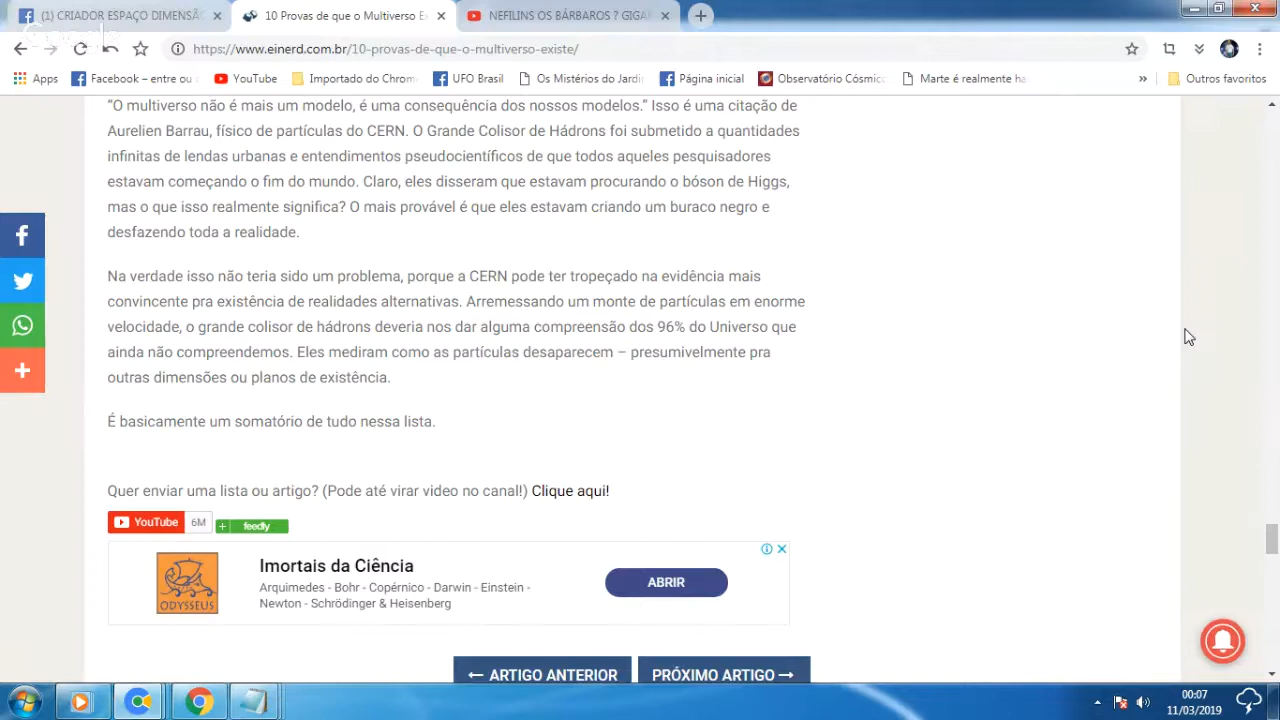 (1) CRIADOR ESPAÇO DIMENSÃ
10 Provas de que o Multiverso E
NEFILINS OS BÁRBAROS ? GIGA
https://www.einerd.com.br/10-provas-de-que-o-multiverso-existe/
Apps
Facebook – entre ou
YouTube
Importado do Chrom
UFO Brasil
Os Mistérios do Jardi
Página inicial
Observatório Cósmic
Marte é realmente ha
»
Outros favoritos
“O multiverso não é mais um modelo, é uma consequência dos nossos modelos.” Isso é uma citação de
Aurelien Barrau, físico de partículas do CERN. O Grande Colisor de Hádrons foi submetido a quantidades
infinitas de lendas urbanas e entendimentos pseudocientíficos de que todos aqueles pesquisadores
estavam começando o fim do mundo. Claro, eles disseram que estavam procurando o bóson de Higgs,
mas o que isso realmente significa? O mais provável é que eles estavam criando um buraco negro e
desfazendo toda a realidade.
Na verdade isso não teria sido um problema, porque a CERN pode ter tropeçado na evidência mais
convincente pra existência de realidades alternativas. Arremessando um monte de partículas em enorme
velocidade, o grande colisor de hádrons deveria nos dar alguma compreensão dos 96% do Universo que
ainda não compreendemos. Eles mediram como as partículas desaparecem – presumivelmente pra
outras dimensões ou planos de existência.
É basicamente um somatório de tudo nessa lista.
Quer enviar uma lista ou artigo? (Pode até virar video no canal!) Clique aqui!
YouTube 6M
+ feedly
Imortais da Ciência
Arquimedes - Bohr - Copérnico - Darwin - Einstein -
Newton - Schrödinger & Heisenberg
ODYSSEUS
ABRIR
← ARTIGO ANTERIOR
PRÓXIMO ARTIGO →
00:07
11/03/2019